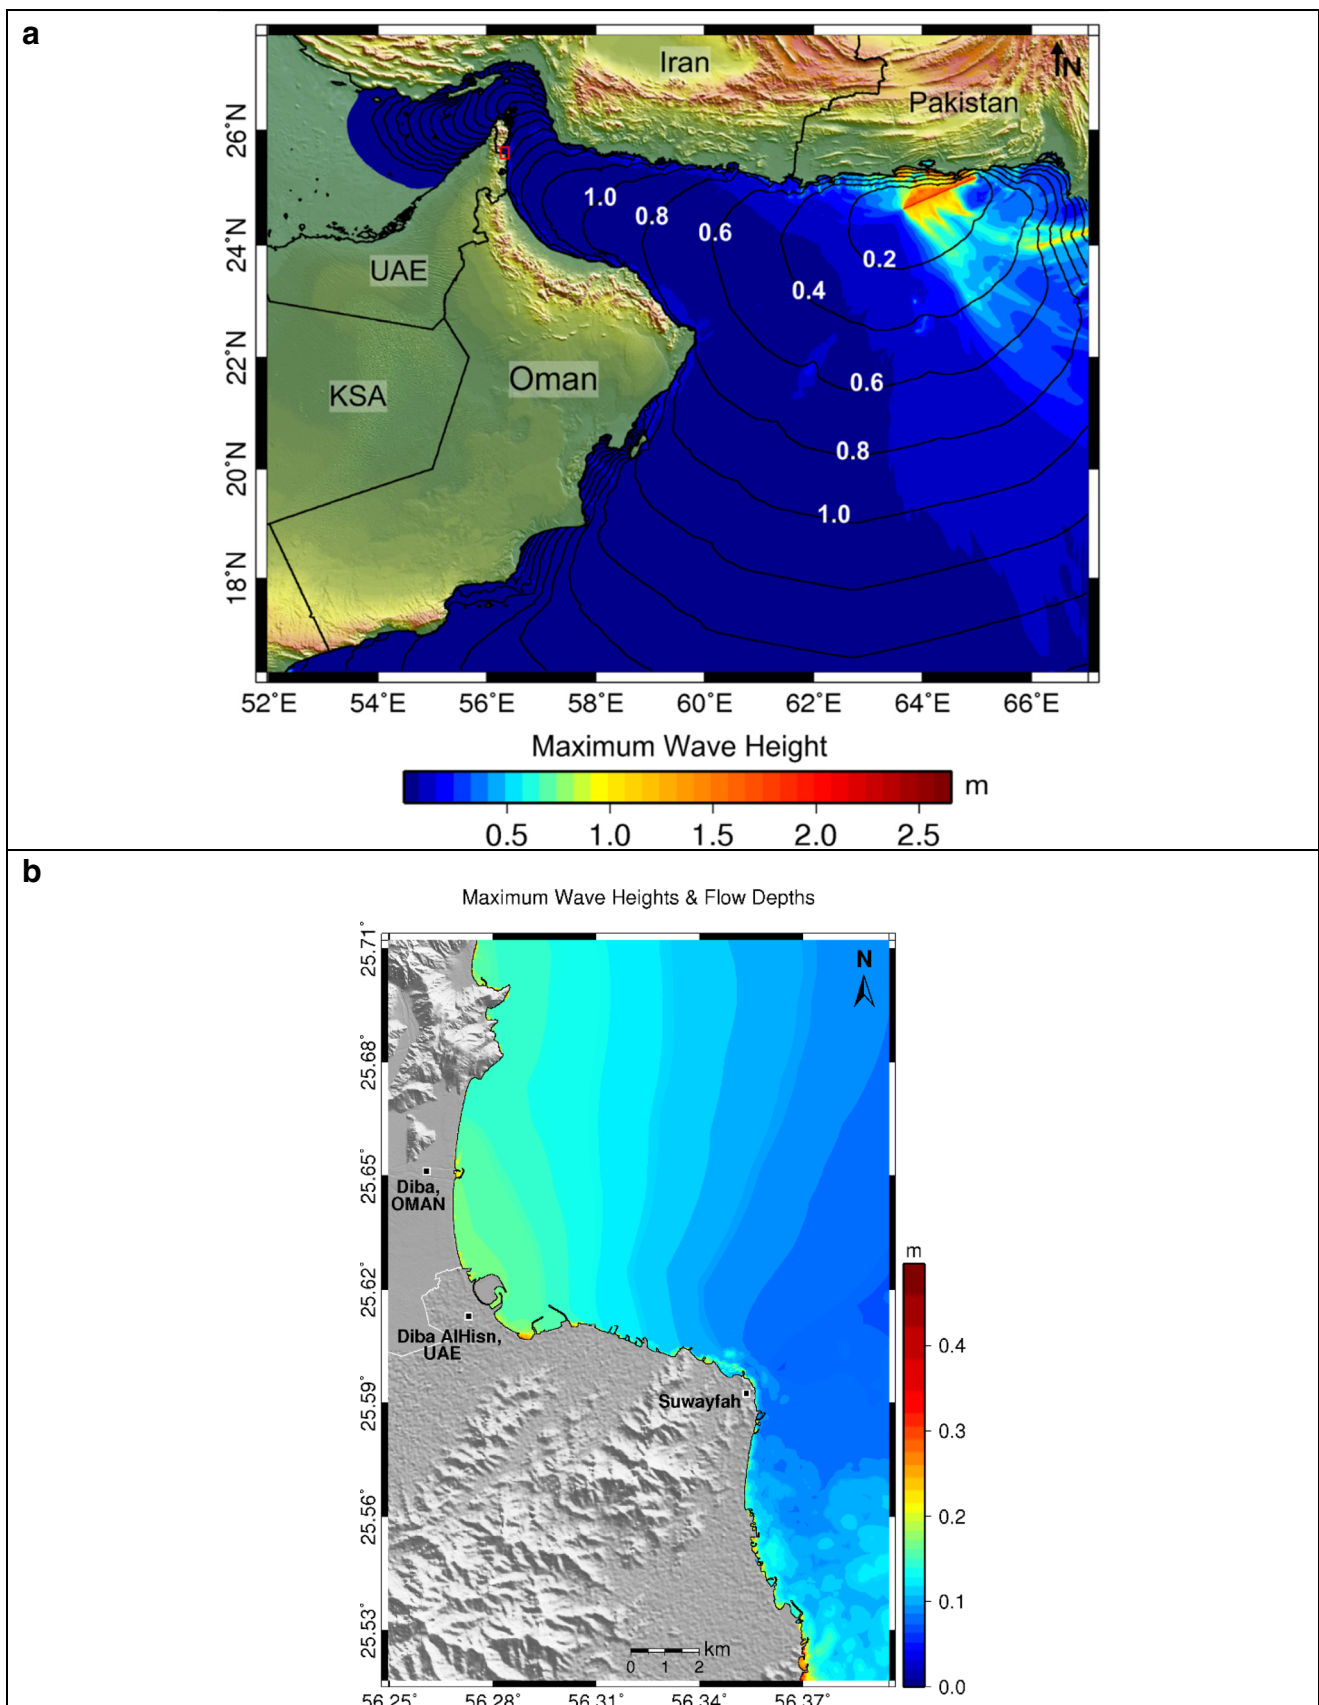 a
Iran
N
Pakistan
26°N
24°N
22°N
20°N
18°N
1.0
0.8
0.6
0.2
0.4
UAE
Oman
KSA
0.6
0.8
1.0
52°E 54°E 56°E 58°E 60°E 62°E 64°E 66°E
Maximum Wave Height
m
0.5 1.0 1.5 2.0 2.5
b
Maximum Wave Heights & Flow Depths
25.71°
N
25.68°
25.65°
Diba,
OMAN
m
25.62°
Diba AlHisn,
UAE
0.4
25.59°
Suwayfah
0.3
25.56°
0.2
0.1
25.53°
km
0 1 2
0.0
56.25° 56.28° 56.31° 56.34° 56.37°